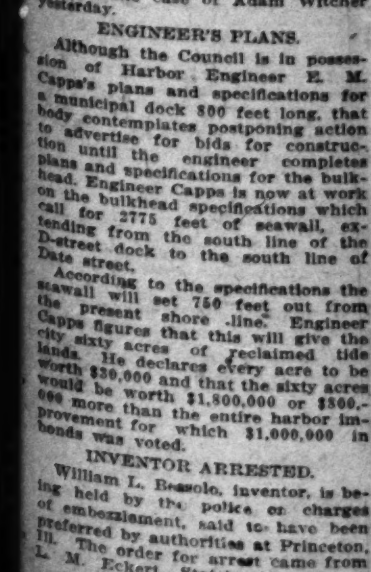 yesterday. case of Adam Witcher
ENGINEER'S PLANS.
Although the Council is in posses-
sion of Harbor Engineer E. M.
Capps's plans and specifications for
a municipal dock 800 feet long, that
body contemplates postponing action
to advertise for bids for construc-
tion until the engineer completes
plans and specifications for the bulk-
head. Engineer Capps is now at work
on the bulkhead specifications which
call for 2775 feet of seawall, ex-
tending from the south line of the
D-street dock to the south line of
Date street.
According to the specifications the
seawall will set 750 feet out from
the present shore line. Engineer
Capps figures that this will give the
city sixty acres of reclaimed tide
lands. He declares every acre to be
worth $30,000 and that the sixty acres
would be worth $1,800,000 or $800,-
000 more than the entire harbor im-
provement for which $1,000,000 in
bonds was voted.
INVENTOR ARRESTED.
William L. inventor, is be-
ing held by the police on charges
of embezzlement, said to have been
preferred by authorities at Princeton,
Ill. The order for arrest came from
L. M. Eckert,